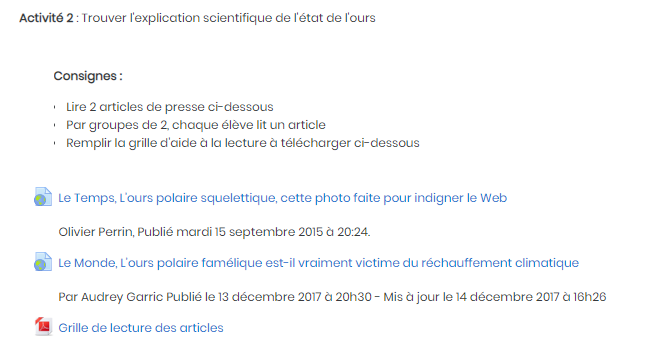 Activité 2 : Trouver l'explication scientifique de l'état de l'ours
Consignes :
Lire 2 articles de presse ci-dessous
Par groupes de 2, chaque élève lit un article
Remplir la grille d'aide à la lecture à télécharger ci-dessous
Le Temps, L'ours polaire squelettique, cette photo faite pour indigner le Web
Olivier Perrin, Publié mardi 15 septembre 2015 à 20:24.
Le Monde, L'ours polaire famélique est-il vraiment victime du réchauffement climatique
Par Audrey Garric Publié le 13 décembre 2017 à 20h30 - Mis à jour le 14 décembre 2017 à 16h26
Grille de lecture des articles